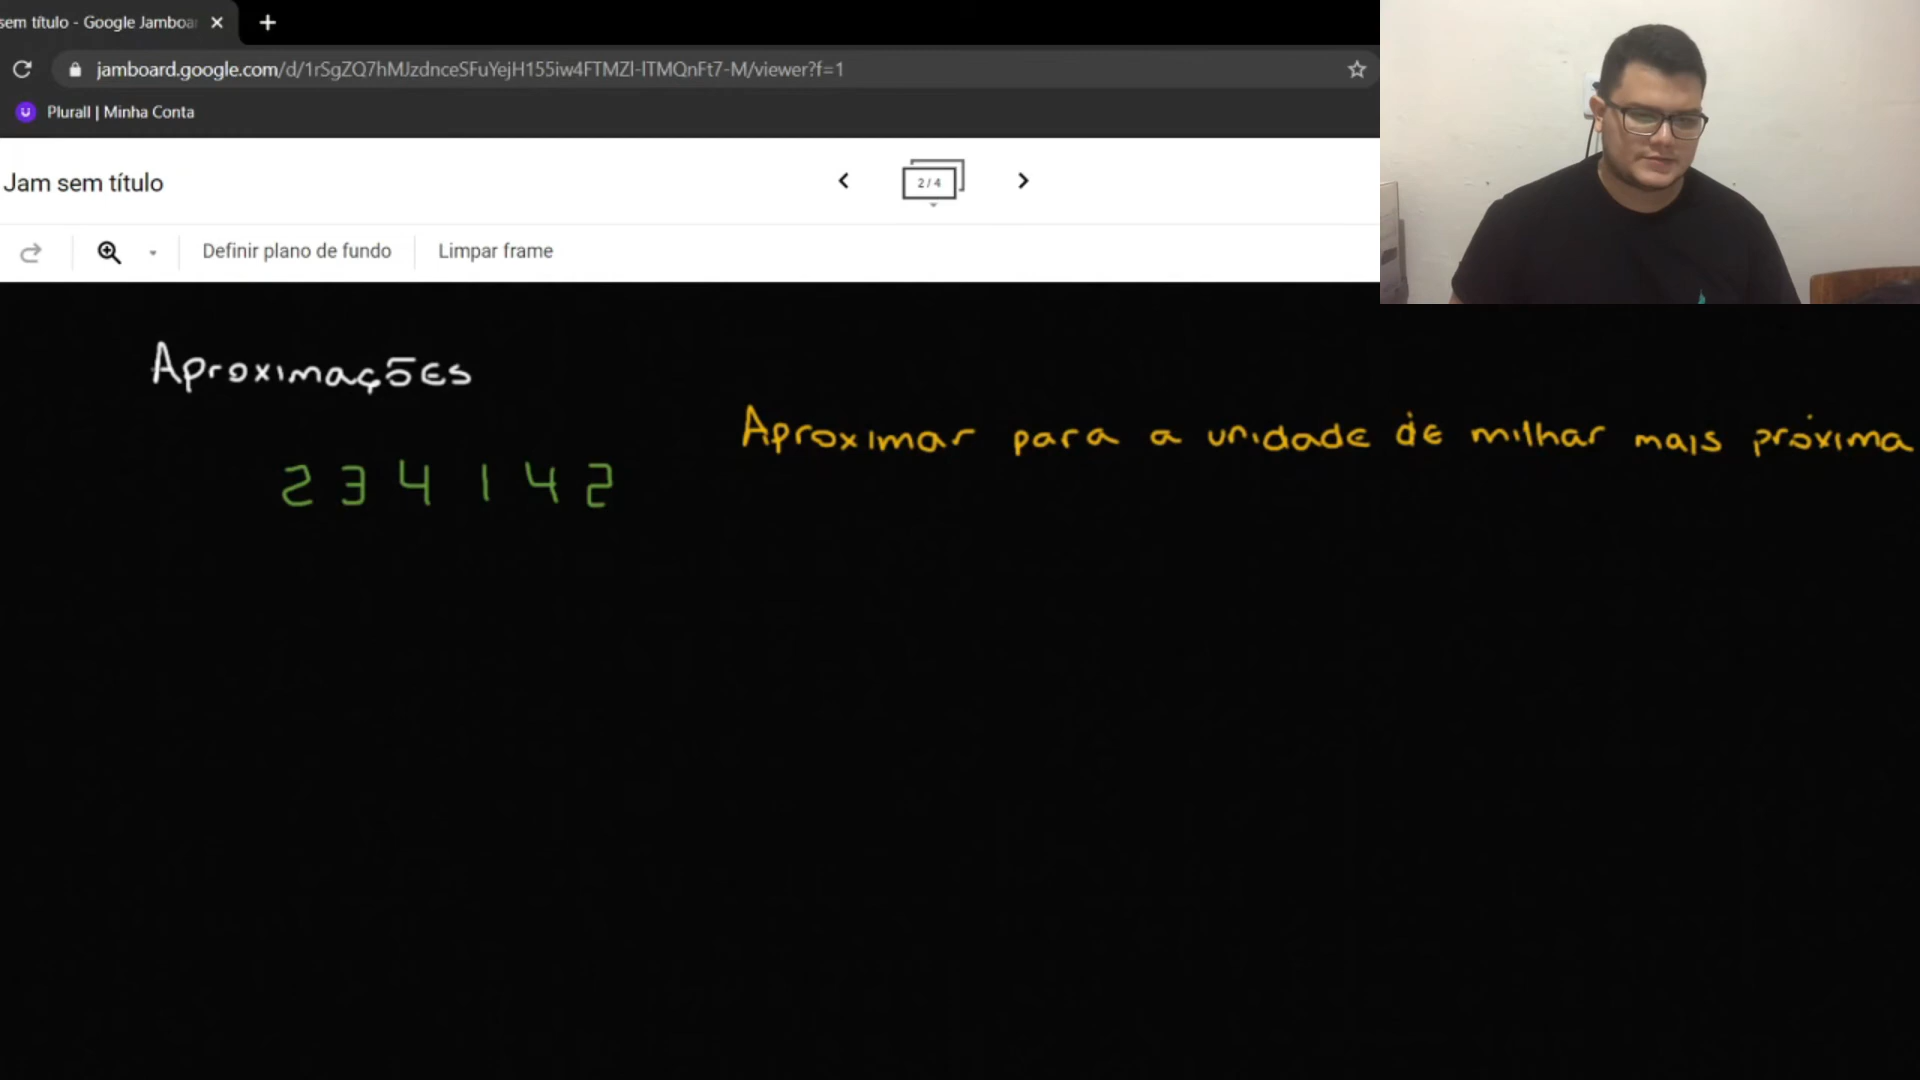 sem título - Google Jamboa
jamboard.google.com/d/1rSgZQ7hMJzdnceSFuYejH155iw4FTMZl-lTMQnFt7-M/viewer?f=1
Plurall | Minha Conta
Jam sem título
2 / 4
Definir plano de fundo
Limpar frame
Aproximações
Aproximar para a unidade de milhar mais próxima
2 3 4 1 4 2